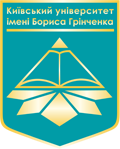 Київський університет
імені Бориса Грінченка